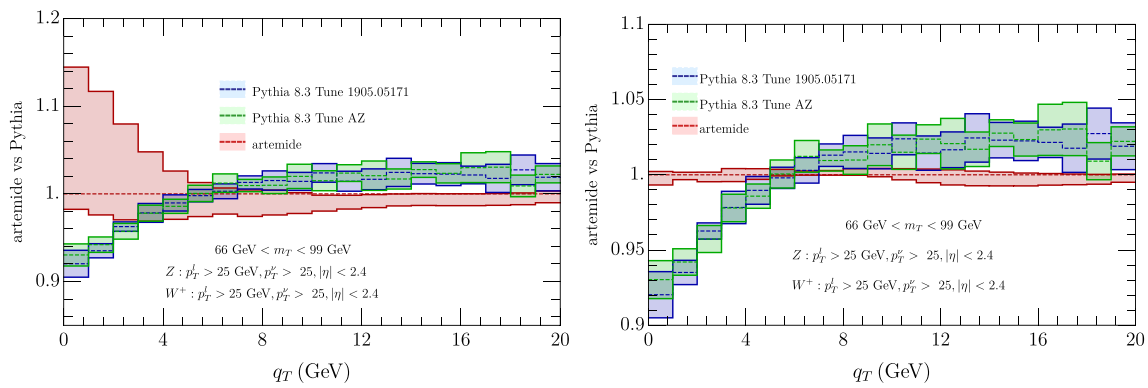 1.2
1.1
1.0
0.9
artemide vs Pythia
Pythia 8.3 Tune 1905.05171
Pythia 8.3 Tune AZ
artemide
66 GeV < m_T < 99 GeV
Z : p_T^l > 25 GeV, p_T^ν > 25, |η| < 2.4
W^+ : p_T^l > 25 GeV, p_T^ν > 25, |η| < 2.4
0 4 8 12 16 20
q_T (GeV)
1.1
1.05
1.0
0.95
0.9
artemide vs Pythia
Pythia 8.3 Tune 1905.05171
Pythia 8.3 Tune AZ
artemide
66 GeV < m_T < 99 GeV
Z : p_T^l > 25 GeV, p_T^ν > 25, |η| < 2.4
W^+ : p_T^l > 25 GeV, p_T^ν > 25, |η| < 2.4
0 4 8 12 16 20
q_T (GeV)